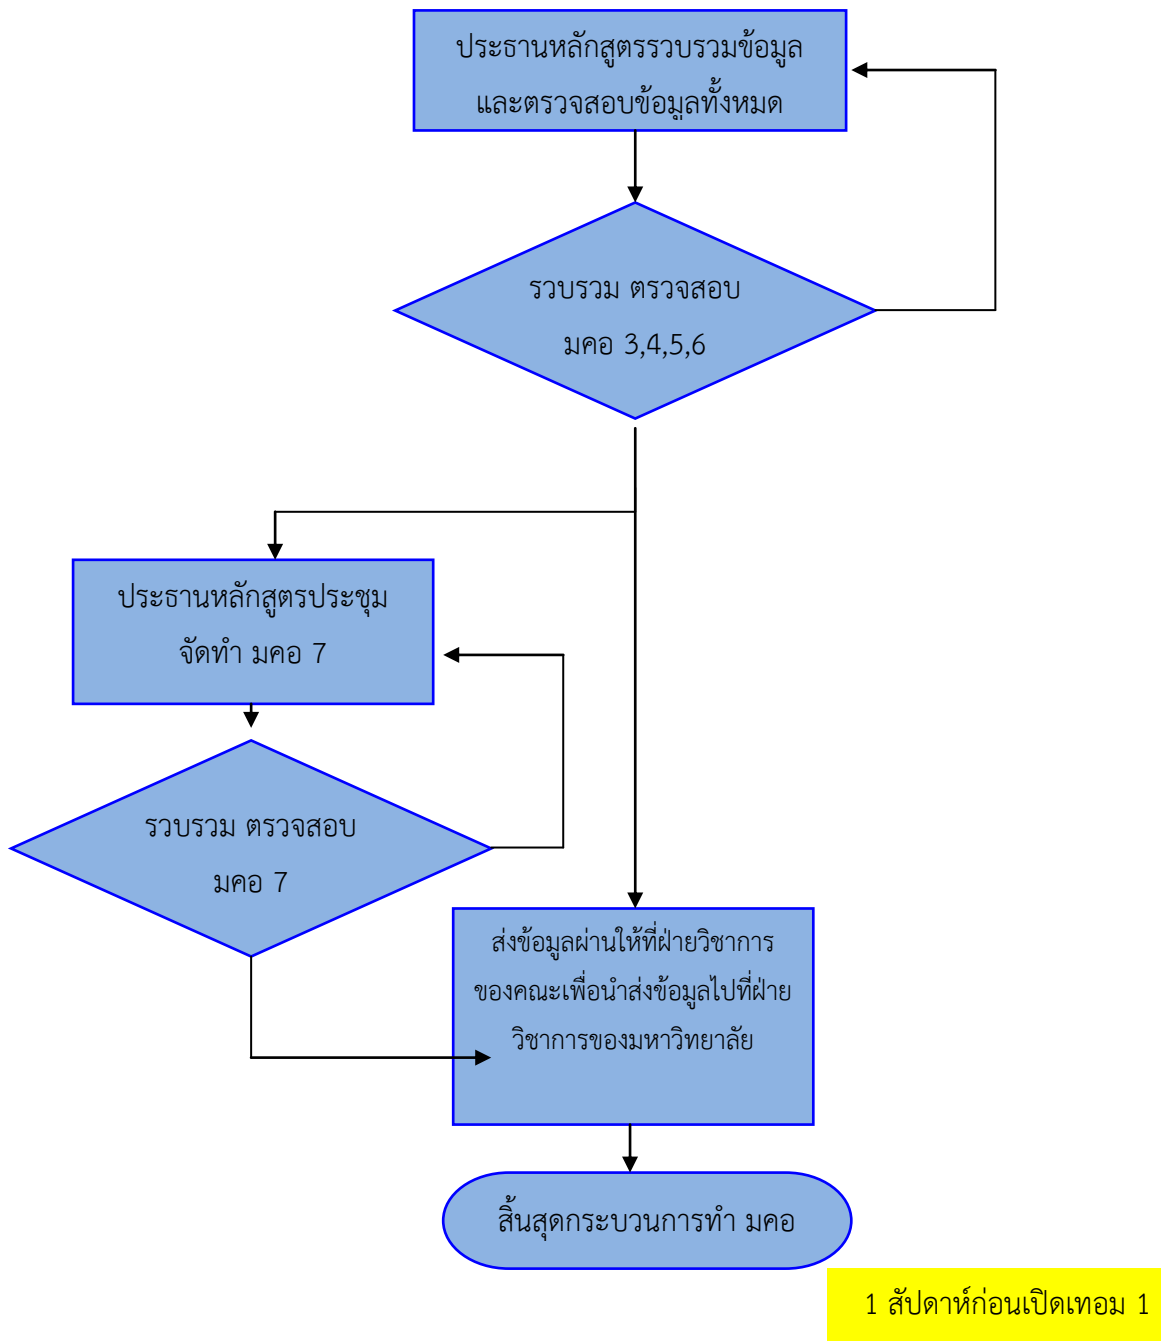 ประธานหลักสูตรรวบรวมข้อมูล
และตรวจสอบข้อมูลทั้งหมด
รวบรวม ตรวจสอบ
มคอ 3,4,5,6
ประธานหลักสูตรประชุม
จัดทำ มคอ 7
รวบรวม ตรวจสอบ
มคอ 7
ส่งข้อมูลผ่านให้ที่ฝ่ายวิชาการ
ของคณะเพื่อนำส่งข้อมูลไปที่ฝ่าย
วิชาการของมหาวิทยาลัย
สิ้นสุดกระบวนการทำ มคอ
1 สัปดาห์ก่อนเปิดเทอม 1